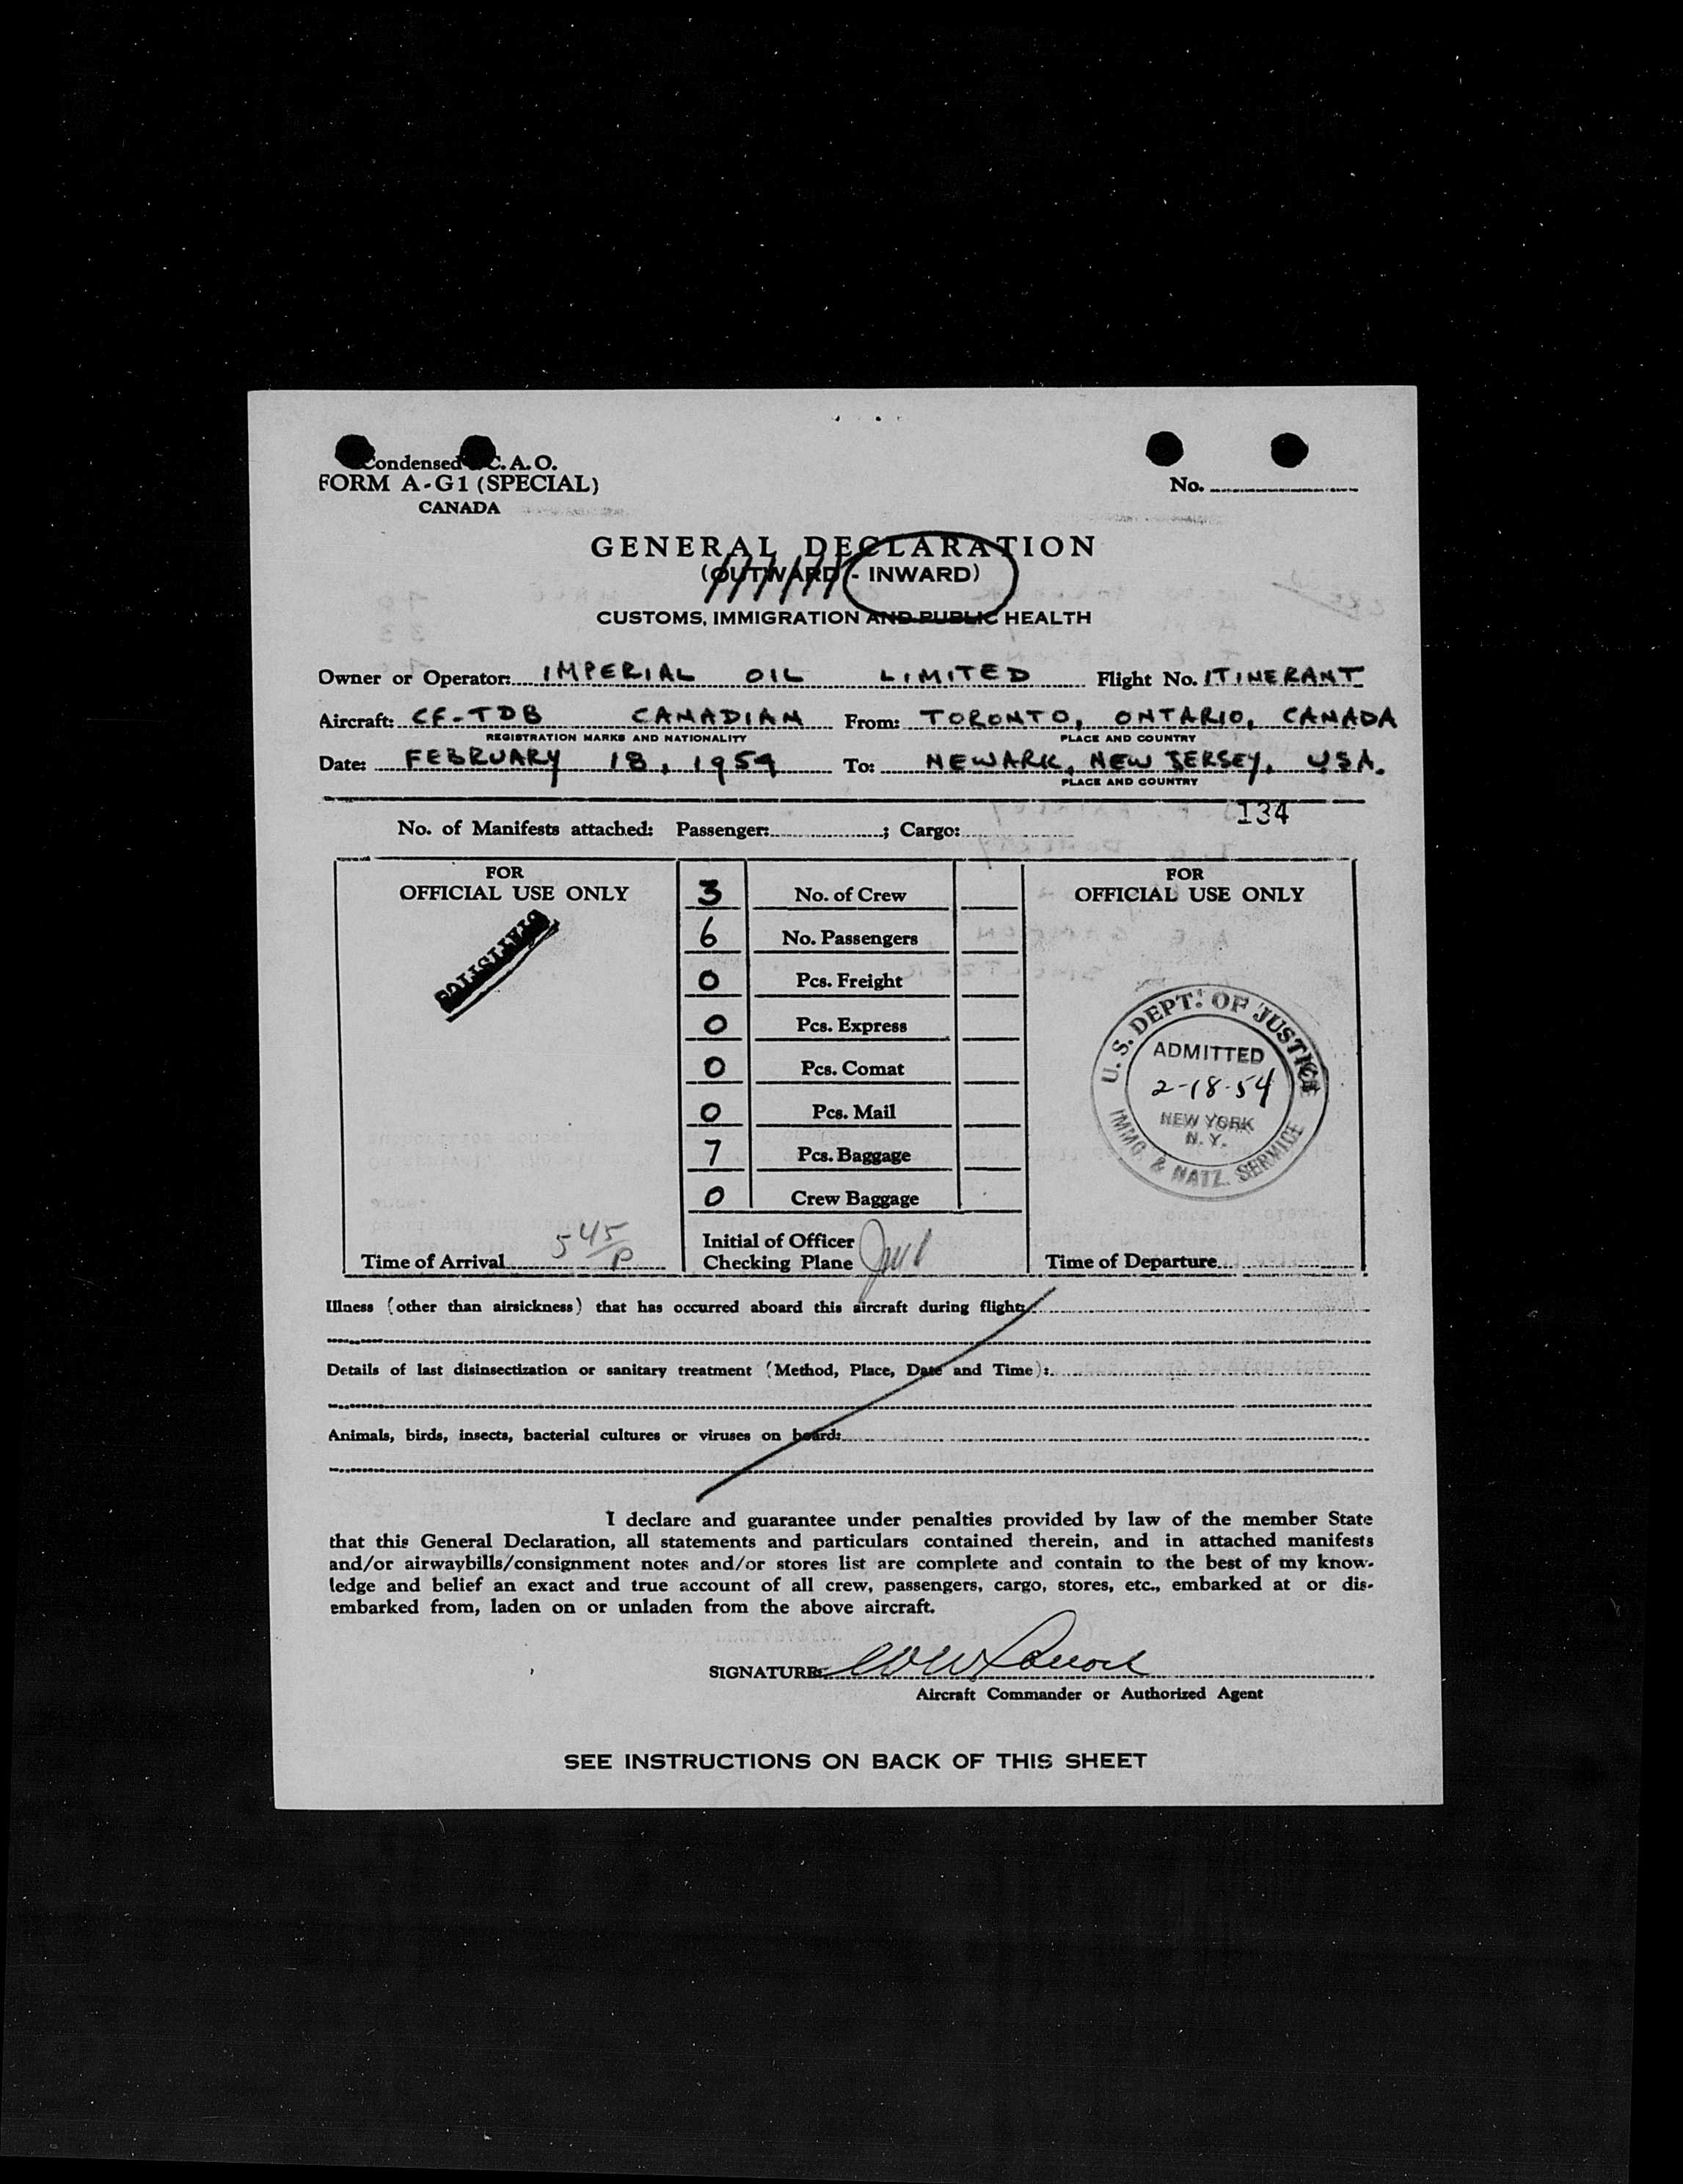 Condensed C. A. O.
FORM A-G1 (SPECIAL)
CANADA
No.
GENERAL DECLARATION
(OUTWARD - INWARD)
CUSTOMS, IMMIGRATION AND PUBLIC HEALTH
Owner or Operator: IMPERIAL OIL LIMITED Flight No. ITINERANT
Aircraft: CF-TDB CANADIAN From: TORONTO, ONTARIO, CANADA
REGISTRATION MARKS AND NATIONALITY PLACE AND COUNTRY
Date: FEBRUARY 18, 1954 To: NEWARK, NEW JERSEY, USA.
PLACE AND COUNTRY
134
No. of Manifests attached: Passenger: ; Cargo:
FOR
OFFICIAL USE ONLY
STATISTICS
Time of Arrival 5 45/P
3 No. of Crew
6 No. Passengers
0 Pcs. Freight
0 Pcs. Express
0 Pcs. Comat
0 Pcs. Mail
7 Pcs. Baggage
0 Crew Baggage
Initial of Officer
Checking Plane
FOR
OFFICIAL USE ONLY
U.S. DEPT. OF JUSTICE
ADMITTED
2-18-54
NEW YORK
N. Y.
IMMG & NATZ. SERVICE
Time of Departure
Illness (other than airsickness) that has occurred aboard this aircraft during flight:
Details of last disinsectization or sanitary treatment (Method, Place, Date and Time):
Animals, birds, insects, bacterial cultures or viruses on board:
I declare and guarantee under penalties provided by law of the member State
that this General Declaration, all statements and particulars contained therein, and in attached manifests
and/or airwaybills/consignment notes and/or stores list are complete and contain to the best of my know-
ledge and belief an exact and true account of all crew, passengers, cargo, stores, etc., embarked at or dis-
embarked from, laden on or unladen from the above aircraft.
SIGNATURE:
Aircraft Commander or Authorized Agent
SEE INSTRUCTIONS ON BACK OF THIS SHEET